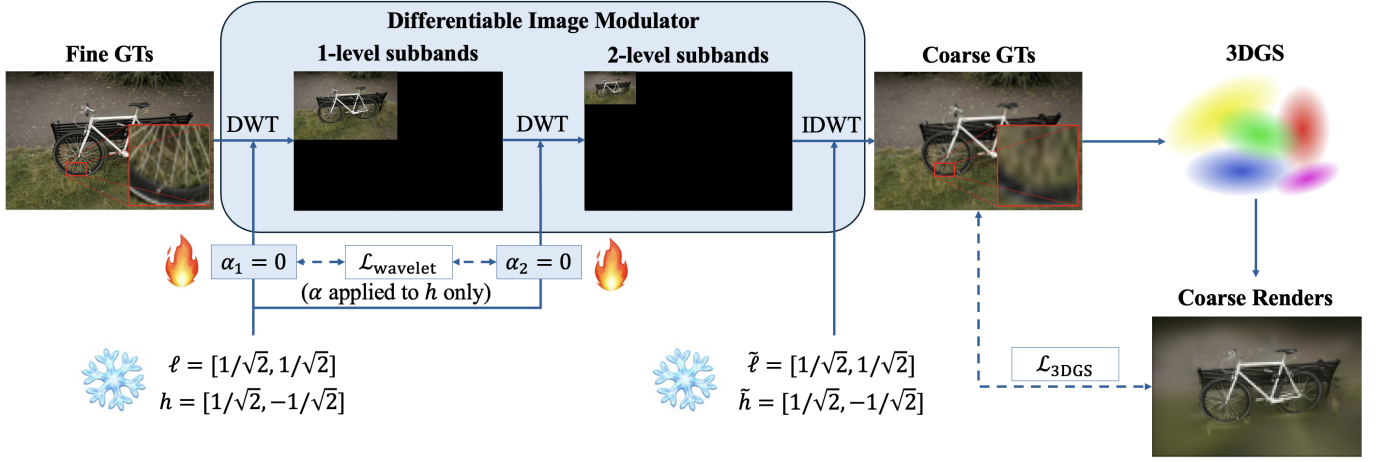 Differentiable Image Modulator
Fine GTs
1-level subbands
2-level subbands
Coarse GTs
3DGS
DWT
DWT
IDWT
α₁ = 0
ℒ_wavelet
α₂ = 0
(α applied to h only)
Coarse Renders
ℓ = [1/√2, 1/√2]
h = [1/√2, −1/√2]
ℓ̃ = [1/√2, 1/√2]
h̃ = [1/√2, −1/√2]
ℒ_3DGS